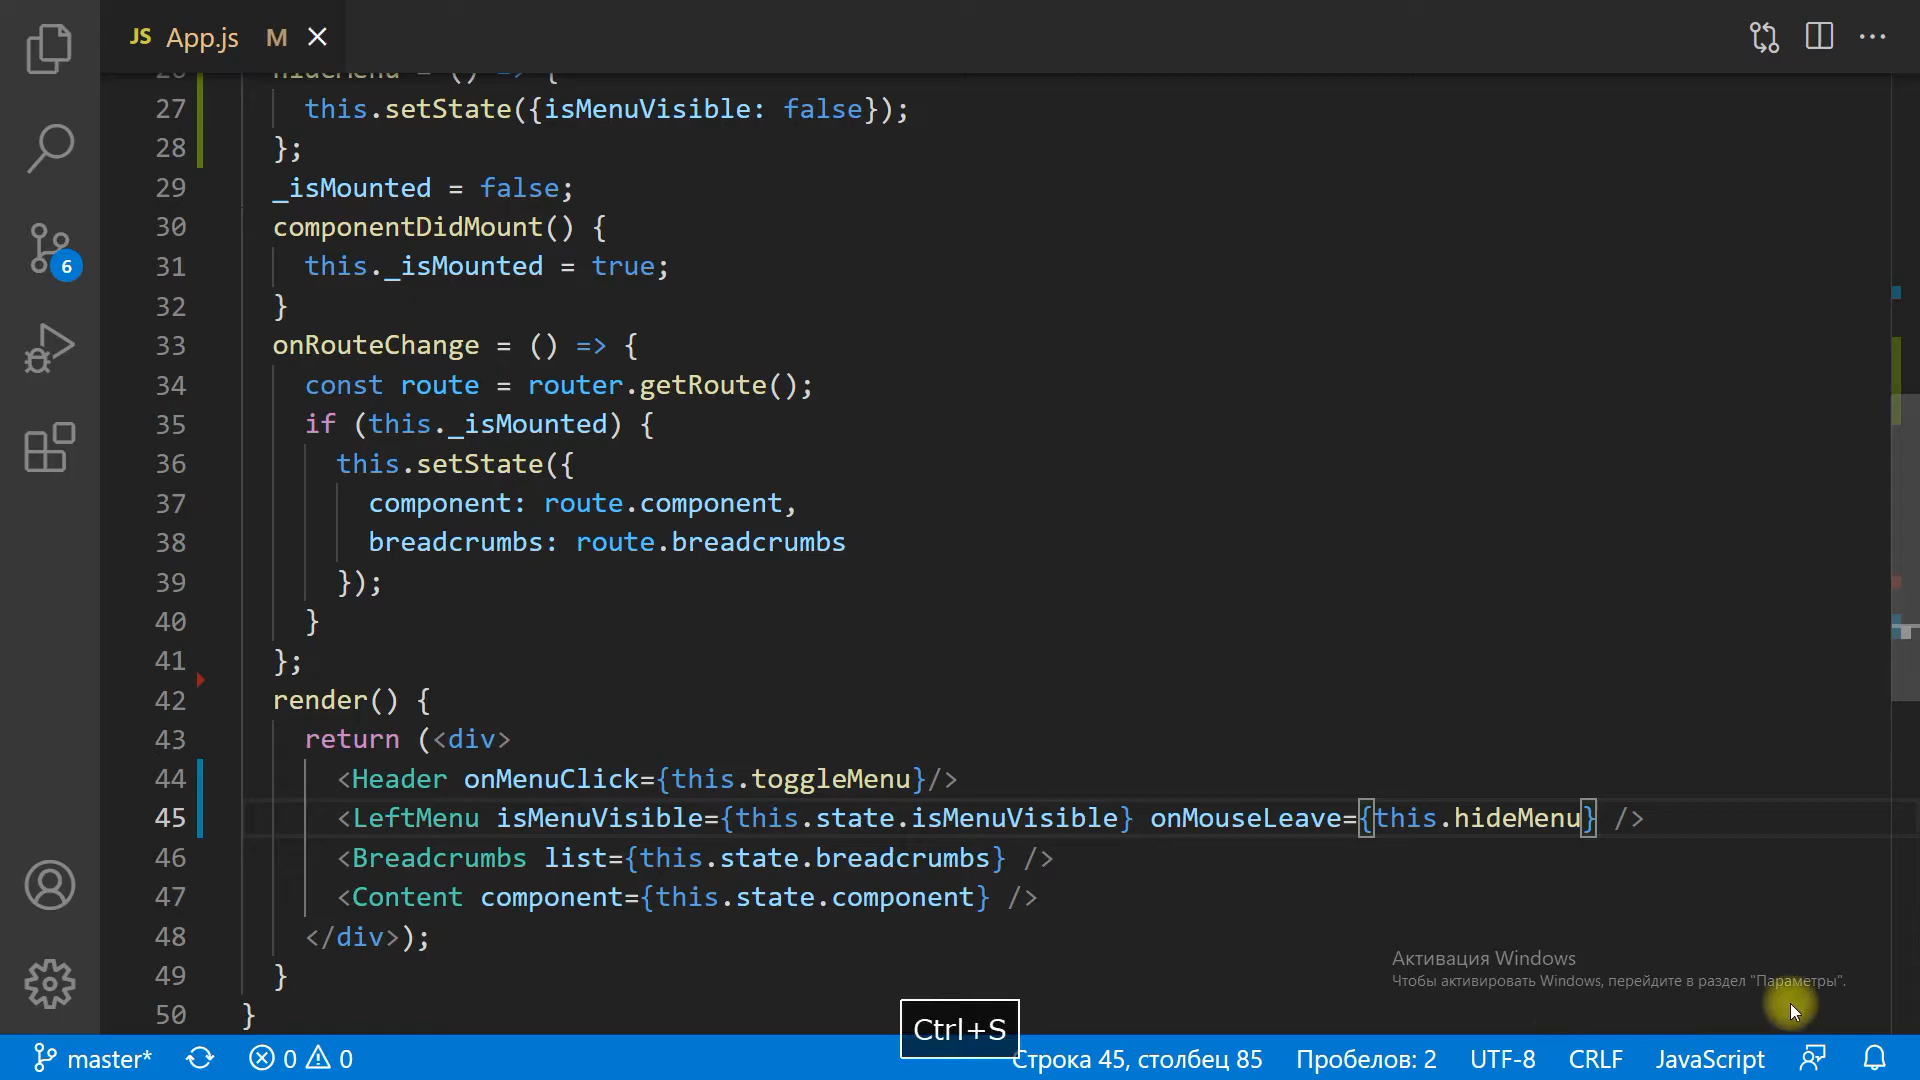 JS App.js M
26 hideMenu = () => {
27 this.setState({isMenuVisible: false});
28 };
29 _isMounted = false;
30 componentDidMount() {
31 this._isMounted = true;
32 }
33 onRouteChange = () => {
34 const route = router.getRoute();
35 if (this._isMounted) {
36 this.setState({
37 component: route.component,
38 breadcrumbs: route.breadcrumbs
39 });
40 }
41 };
42 render() {
43 return (<div>
44 <Header onMenuClick={this.toggleMenu}/>
45 <LeftMenu isMenuVisible={this.state.isMenuVisible} onMouseLeave={this.hideMenu} />
46 <Breadcrumbs list={this.state.breadcrumbs} />
47 <Content component={this.state.component} />
48 </div>);
49 }
50 }
6
Активация Windows
Чтобы активировать Windows, перейдите в раздел "Параметры".
Ctrl+S
master* 0 0 Строка 45, столбец 85 Пробелов: 2 UTF-8 CRLF JavaScript